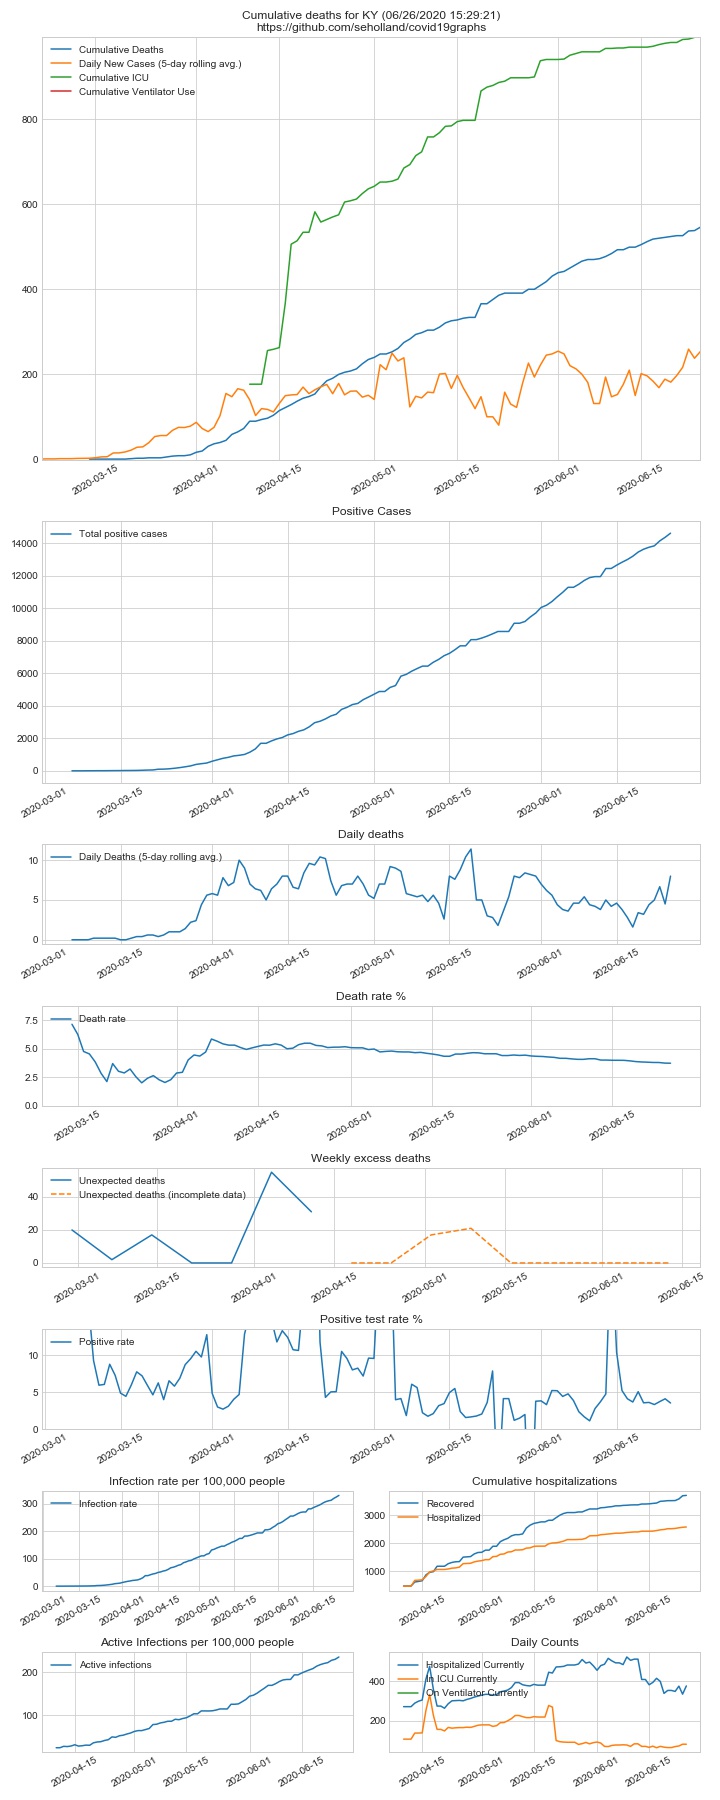 Cumulative deaths for KY (06/26/2020 15:29:21)
https://github.com/seholland/covid19graphs
Cumulative Deaths
Daily New Cases (5-day rolling avg.)
Cumulative ICU
Cumulative Ventilator Use
800
600
400
200
0
2020-03-15 2020-04-01 2020-04-15 2020-05-01 2020-05-15 2020-06-01 2020-06-15
Positive Cases
Total positive cases
14000
12000
10000
8000
6000
4000
2000
0
2020-03-01 2020-03-15 2020-04-01 2020-04-15 2020-05-01 2020-05-15 2020-06-01 2020-06-15
Daily deaths
Daily Deaths (5-day rolling avg.)
10
5
0
2020-03-01 2020-03-15 2020-04-01 2020-04-15 2020-05-01 2020-05-15 2020-06-01 2020-06-15
Death rate %
Death rate
7.5
5.0
2.5
0.0
2020-03-15 2020-04-01 2020-04-15 2020-05-01 2020-05-15 2020-06-01 2020-06-15
Weekly excess deaths
Unexpected deaths
Unexpected deaths (incomplete data)
40
20
0
2020-03-01 2020-03-15 2020-04-01 2020-04-15 2020-05-01 2020-05-15 2020-06-01 2020-06-15
Positive test rate %
Positive rate
10
5
0
2020-03-01 2020-03-15 2020-04-01 2020-04-15 2020-05-01 2020-05-15 2020-06-01 2020-06-15
Infection rate per 100,000 people
Infection rate
300
200
100
0
2020-03-01 2020-03-15 2020-04-01 2020-04-15 2020-05-01 2020-05-15 2020-06-01 2020-06-15
Cumulative hospitalizations
Recovered
Hospitalized
3000
2000
1000
2020-04-15 2020-05-01 2020-05-15 2020-06-01 2020-06-15
Active Infections per 100,000 people
Active infections
200
100
2020-04-15 2020-05-01 2020-05-15 2020-06-01 2020-06-15
Daily Counts
Hospitalized Currently
In ICU Currently
On Ventilator Currently
400
200
2020-04-15 2020-05-01 2020-05-15 2020-06-01 2020-06-15